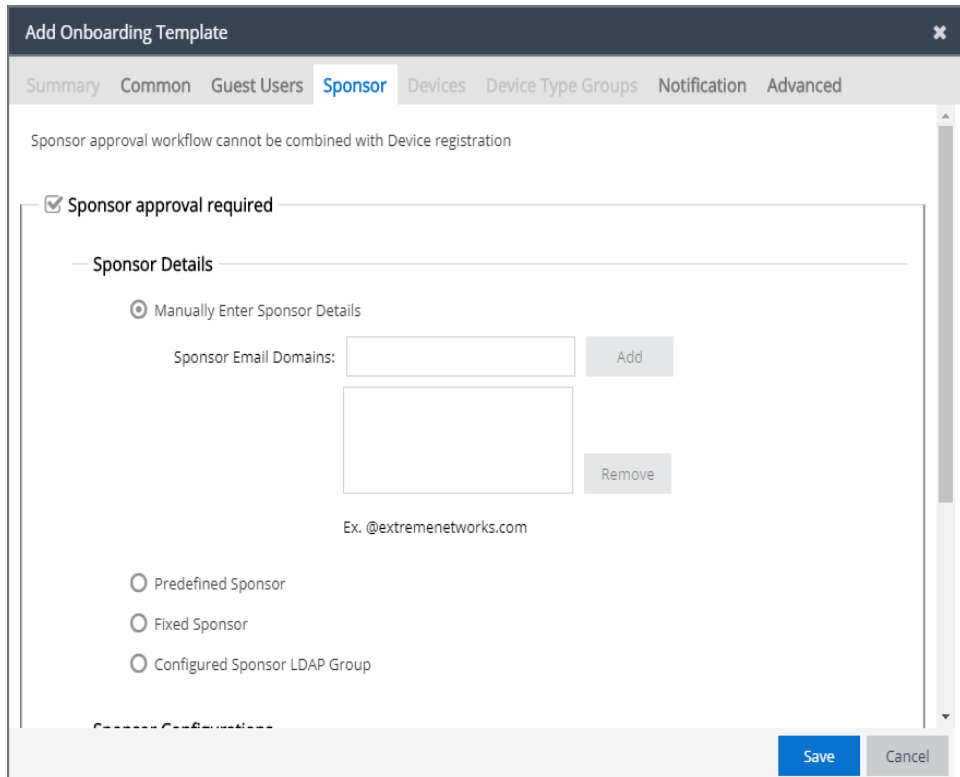 Add Onboarding Template
Summary Common Guest Users Sponsor Devices Device Type Groups Notification Advanced
Sponsor approval workflow cannot be combined with Device registration
Sponsor approval required
Sponsor Details
Manually Enter Sponsor Details
Sponsor Email Domains: Add
Remove
Ex. @extremenetworks.com
Predefined Sponsor
Fixed Sponsor
Configured Sponsor LDAP Group
Sponsor Configurations
Save Cancel